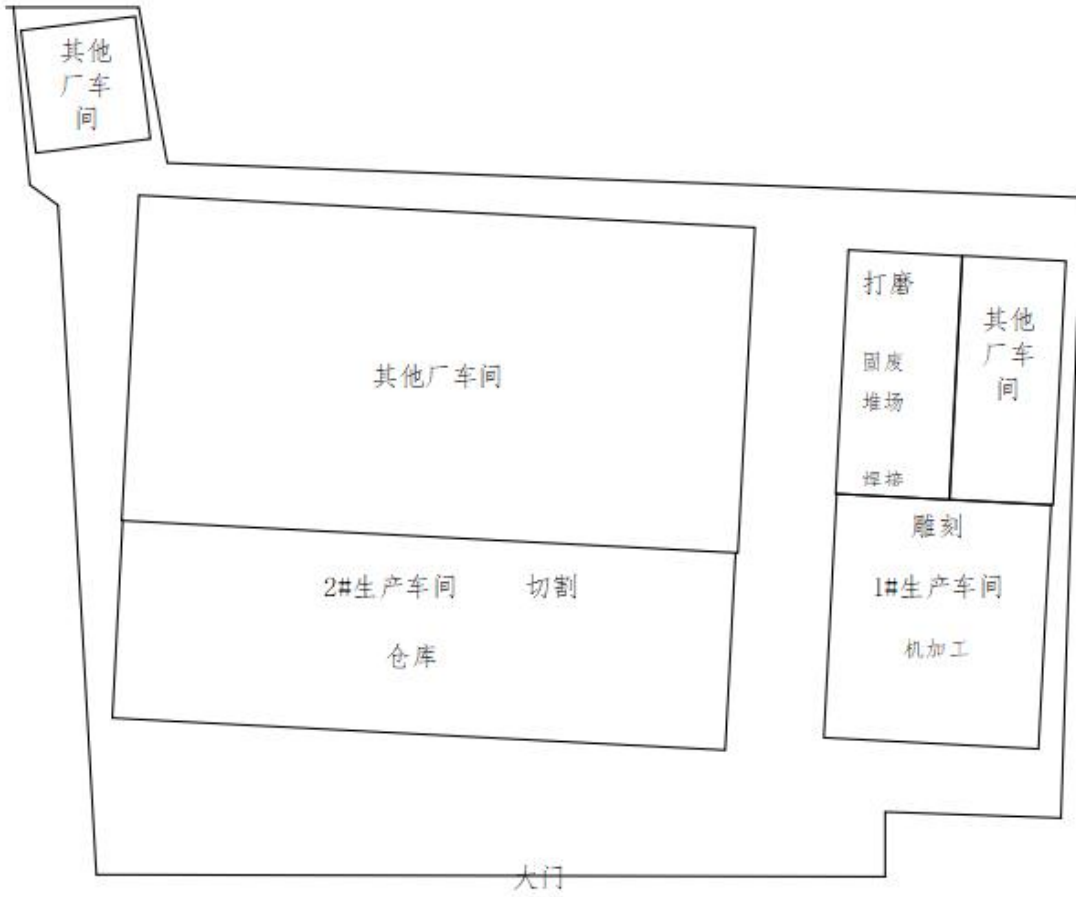 其他
厂车
间
其他厂车间
打磨
固废
堆场
焊接
其他
厂车
间
2#生产车间 切割
仓库
雕刻
1#生产车间
机加工
大门